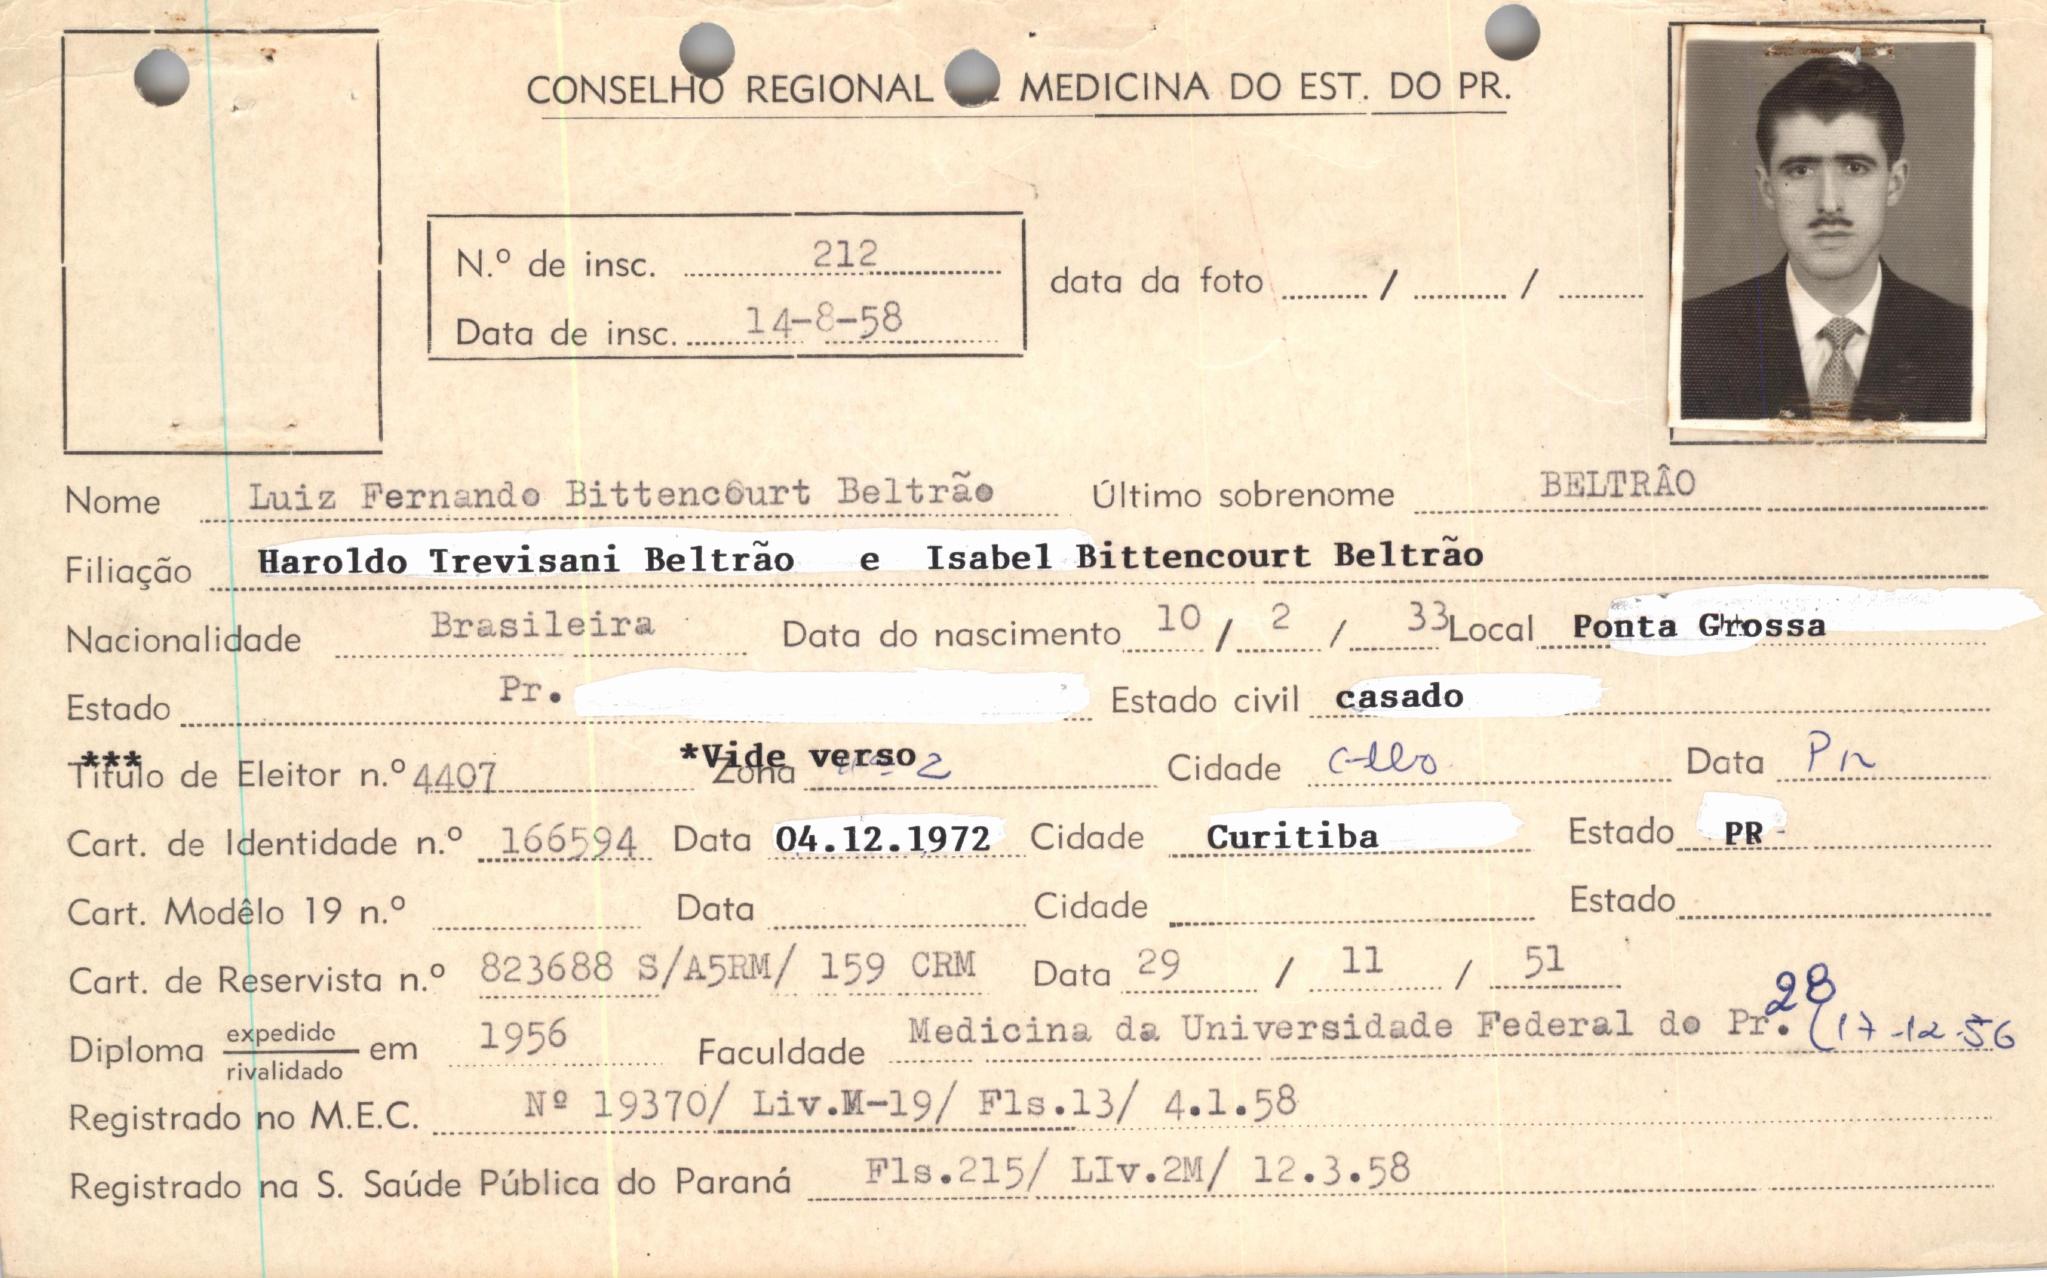 CONSELHO REGIONAL MEDICINA DO EST. DO PR.
N.º de insc. 212
Data de insc. 14-8-58
data da foto / /
Nome Luiz Fernando Bittencourt Beltrão Último sobrenome BELTRÂO
Filiação Haroldo Trevisani Beltrão e Isabel Bittencourt Beltrão
Nacionalidade Brasileira Data do nascimento 10 / 2 / 33 Local Ponta Grossa
Estado Pr. Estado civil casado
*** *Vide verso
Título de Eleitor n.º 4407 Zona 2 Cidade Data Pr
Cart. de Identidade n.º 166594 Data 04.12.1972 Cidade Curitiba Estado PR
Cart. Modêlo 19 n.º Data Cidade Estado
Cart. de Reservista n.º 823688 S/A5RM/ 159 CRM Data 29 / 11 / 51
Diploma expedido rivalidado em 1956 Faculdade Medicina da Universidade Federal do Pr. 28 (17-12-56
Registrado no M.E.C. Nº 19370/ Liv.M-19/ Fls.13/ 4.1.58
Registrado na S. Saúde Pública do Paraná Fls.215/ LIv.2M/ 12.3.58